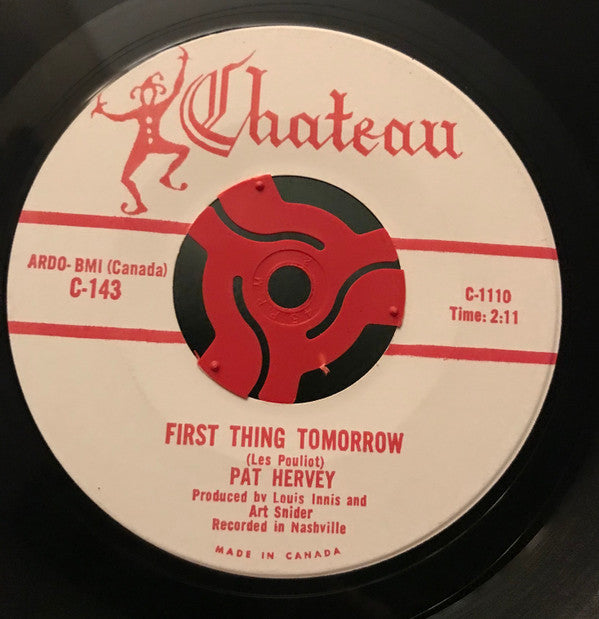 Chateau
ARDO-BMI (Canada)
C-143
C-1110
Time: 2:11
FIRST THING TOMORROW
(Les Pouliot)
PAT HERVEY
Produced by Louis Innis and
Art Snider
Recorded in Nashville
MADE IN CANADA